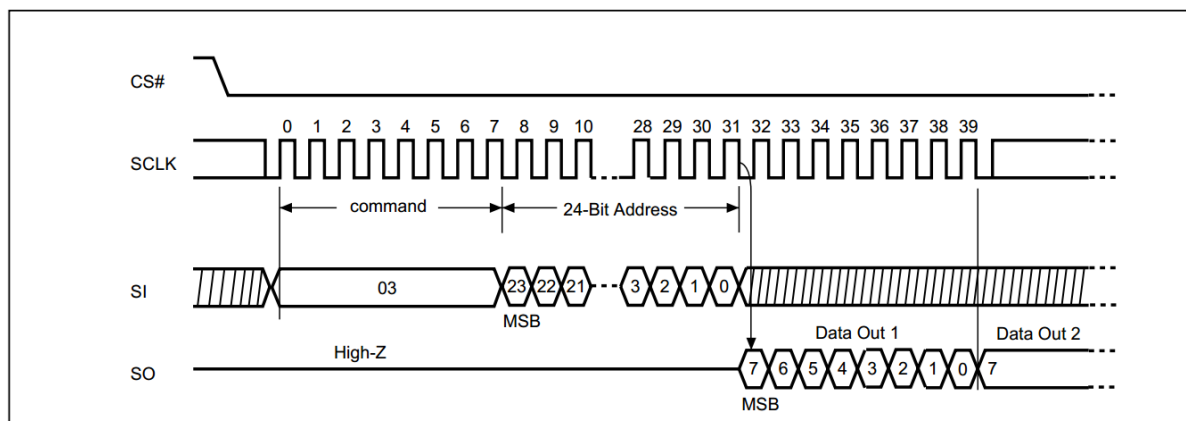 CS#
0 1 2 3 4 5 6 7 8 9 10 28 29 30 31 32 33 34 35 36 37 38 39
SCLK
command 24-Bit Address
SI 03 23 22 21 3 2 1 0
MSB Data Out 1 Data Out 2
High-Z
SO 7 6 5 4 3 2 1 0 7
MSB